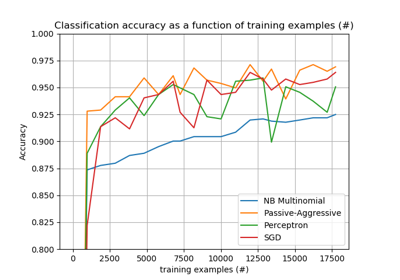 Classification accuracy as a function of training examples (#)
1.000
0.975
0.950
0.925
0.900
0.875
0.850
0.825
0.800
Accuracy
0 2500 5000 7500 10000 12500 15000 17500
training examples (#)
NB Multinomial
Passive-Aggressive
Perceptron
SGD